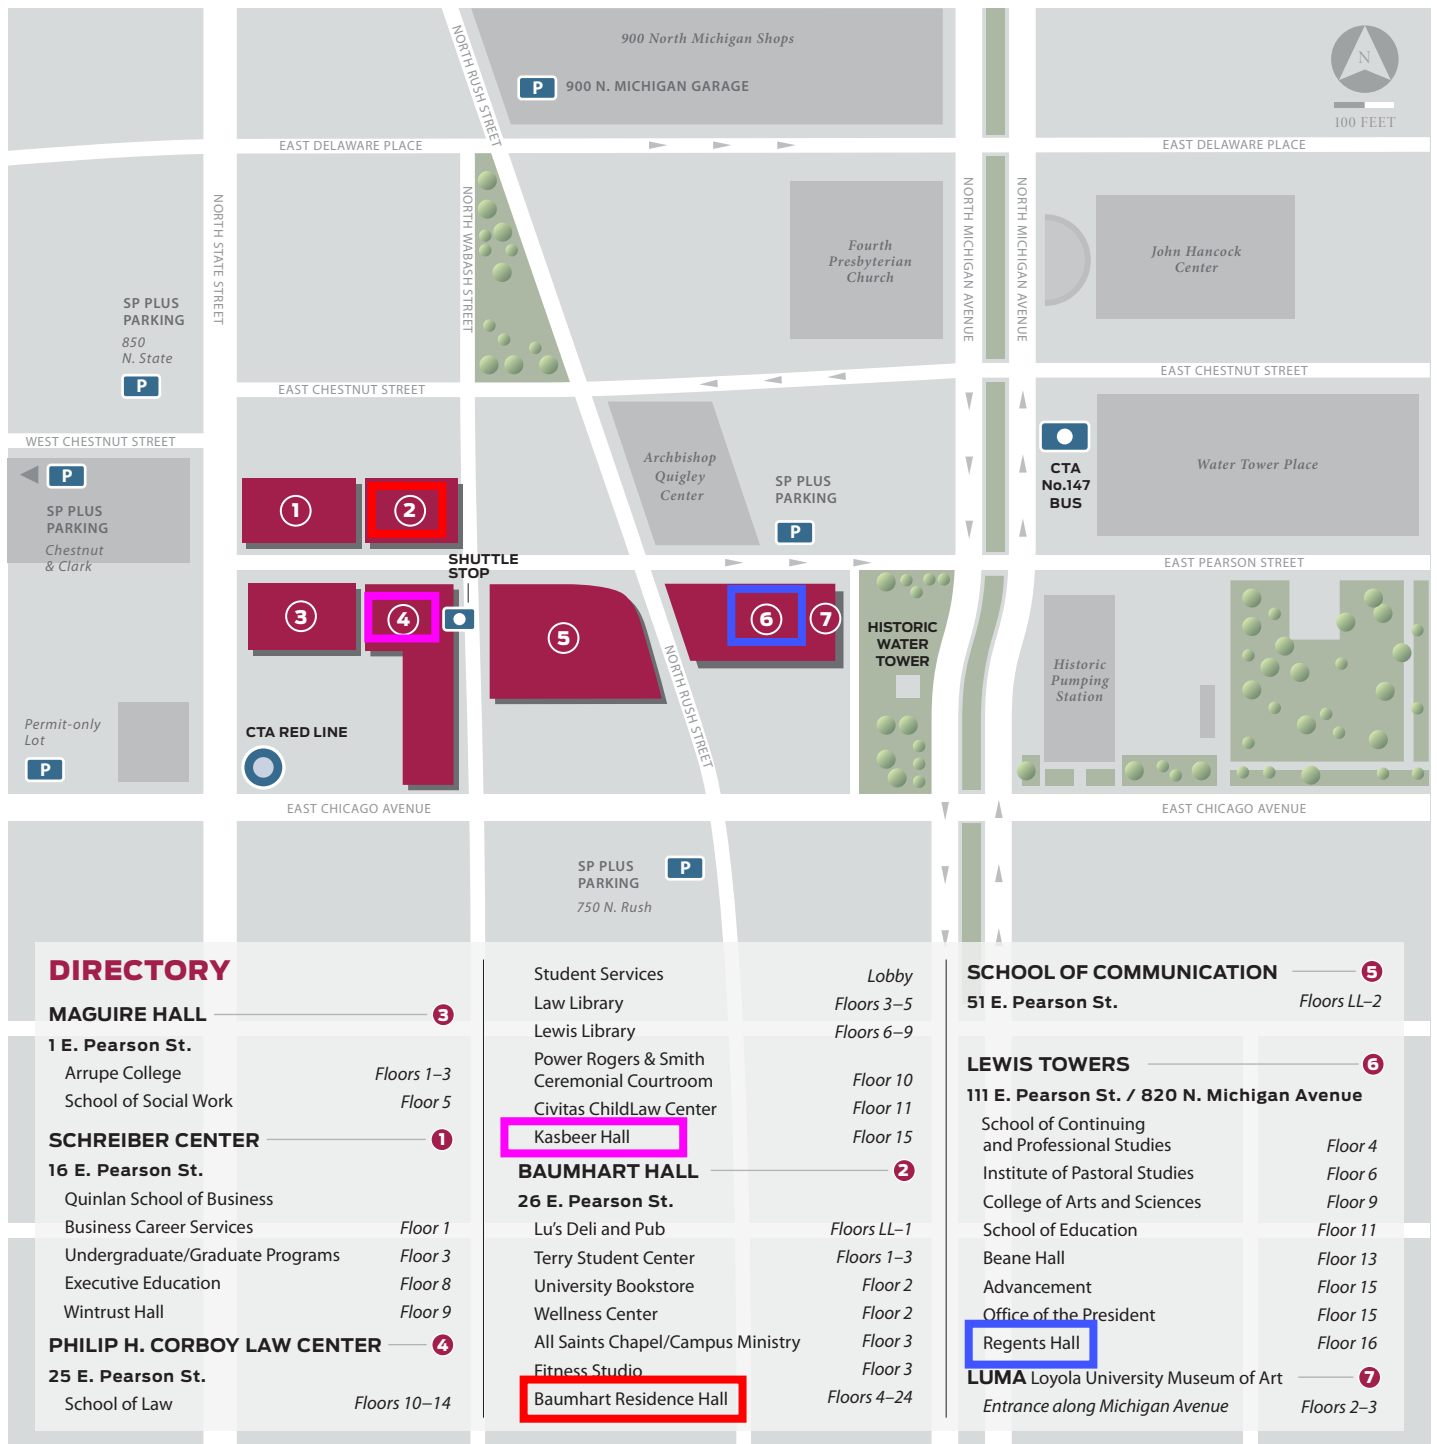 900 North Michigan Shops
P 900 N. MICHIGAN GARAGE
N
100 FEET
NORTH RUSH STREET
EAST DELAWARE PLACE
EAST DELAWARE PLACE
NORTH STATE STREET
NORTH WABASH STREET
NORTH MICHIGAN AVENUE
NORTH MICHIGAN AVENUE
Fourth
Presbyterian
Church
John Hancock
Center
SP PLUS
PARKING
850
N. State
P
EAST CHESTNUT STREET
EAST CHESTNUT STREET
WEST CHESTNUT STREET
P
SP PLUS
PARKING
Chestnut
& Clark
1
2
Archbishop
Quigley
Center
SP PLUS
PARKING
P
CTA
No.147
BUS
Water Tower Place
SHUTTLE
STOP
EAST PEARSON STREET
3
4
5
6
7
HISTORIC
WATER
TOWER
Historic
Pumping
Station
NORTH RUSH STREET
Permit-only
Lot
P
CTA RED LINE
EAST CHICAGO AVENUE
EAST CHICAGO AVENUE
SP PLUS
PARKING
P
750 N. Rush
DIRECTORY
MAGUIRE HALL 3
1 E. Pearson St.
Arrupe College Floors 1–3
School of Social Work Floor 5
SCHREIBER CENTER 1
16 E. Pearson St.
Quinlan School of Business
Business Career Services Floor 1
Undergraduate/Graduate Programs Floor 3
Executive Education Floor 8
Wintrust Hall Floor 9
PHILIP H. CORBOY LAW CENTER 4
25 E. Pearson St.
School of Law Floors 10–14
Student Services Lobby
Law Library Floors 3–5
Lewis Library Floors 6–9
Power Rogers & Smith
Ceremonial Courtroom Floor 10
Civitas ChildLaw Center Floor 11
Kasbeer Hall Floor 15
BAUMHART HALL 2
26 E. Pearson St.
Lu's Deli and Pub Floors LL–1
Terry Student Center Floors 1–3
University Bookstore Floor 2
Wellness Center Floor 2
All Saints Chapel/Campus Ministry Floor 3
Fitness Studio Floor 3
Baumhart Residence Hall Floors 4–24
SCHOOL OF COMMUNICATION 5
51 E. Pearson St. Floors LL–2
LEWIS TOWERS 6
111 E. Pearson St. / 820 N. Michigan Avenue
School of Continuing
and Professional Studies Floor 4
Institute of Pastoral Studies Floor 6
College of Arts and Sciences Floor 9
School of Education Floor 11
Beane Hall Floor 13
Advancement Floor 15
Office of the President Floor 15
Regents Hall Floor 16
LUMA Loyola University Museum of Art 7
Entrance along Michigan Avenue Floors 2–3